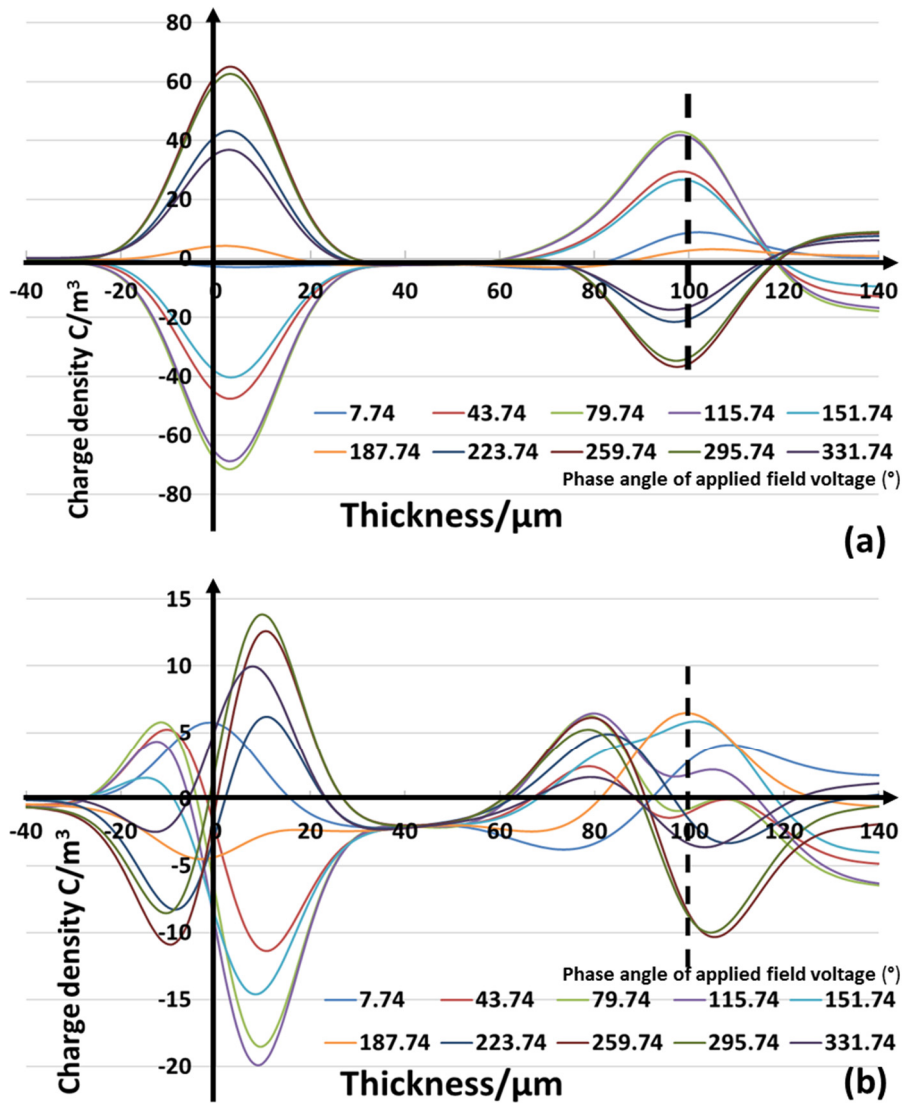 80
60
40
20
0
-40 -20 0 20 40 60 80 100 120 140
-20
-40
-60
-80
Charge density C/m³
7.74 43.74 79.74 115.74 151.74
187.74 223.74 259.74 295.74 331.74
Phase angle of applied field voltage (°)
Thickness/μm
(a)
15
10
5
0
-40 -20 0 20 40 60 80 100 120 140
-5
-10
-15
-20
Charge density C/m³
Phase angle of applied field voltage (°)
7.74 43.74 79.74 115.74 151.74
187.74 223.74 259.74 295.74 331.74
Thickness/μm
(b)